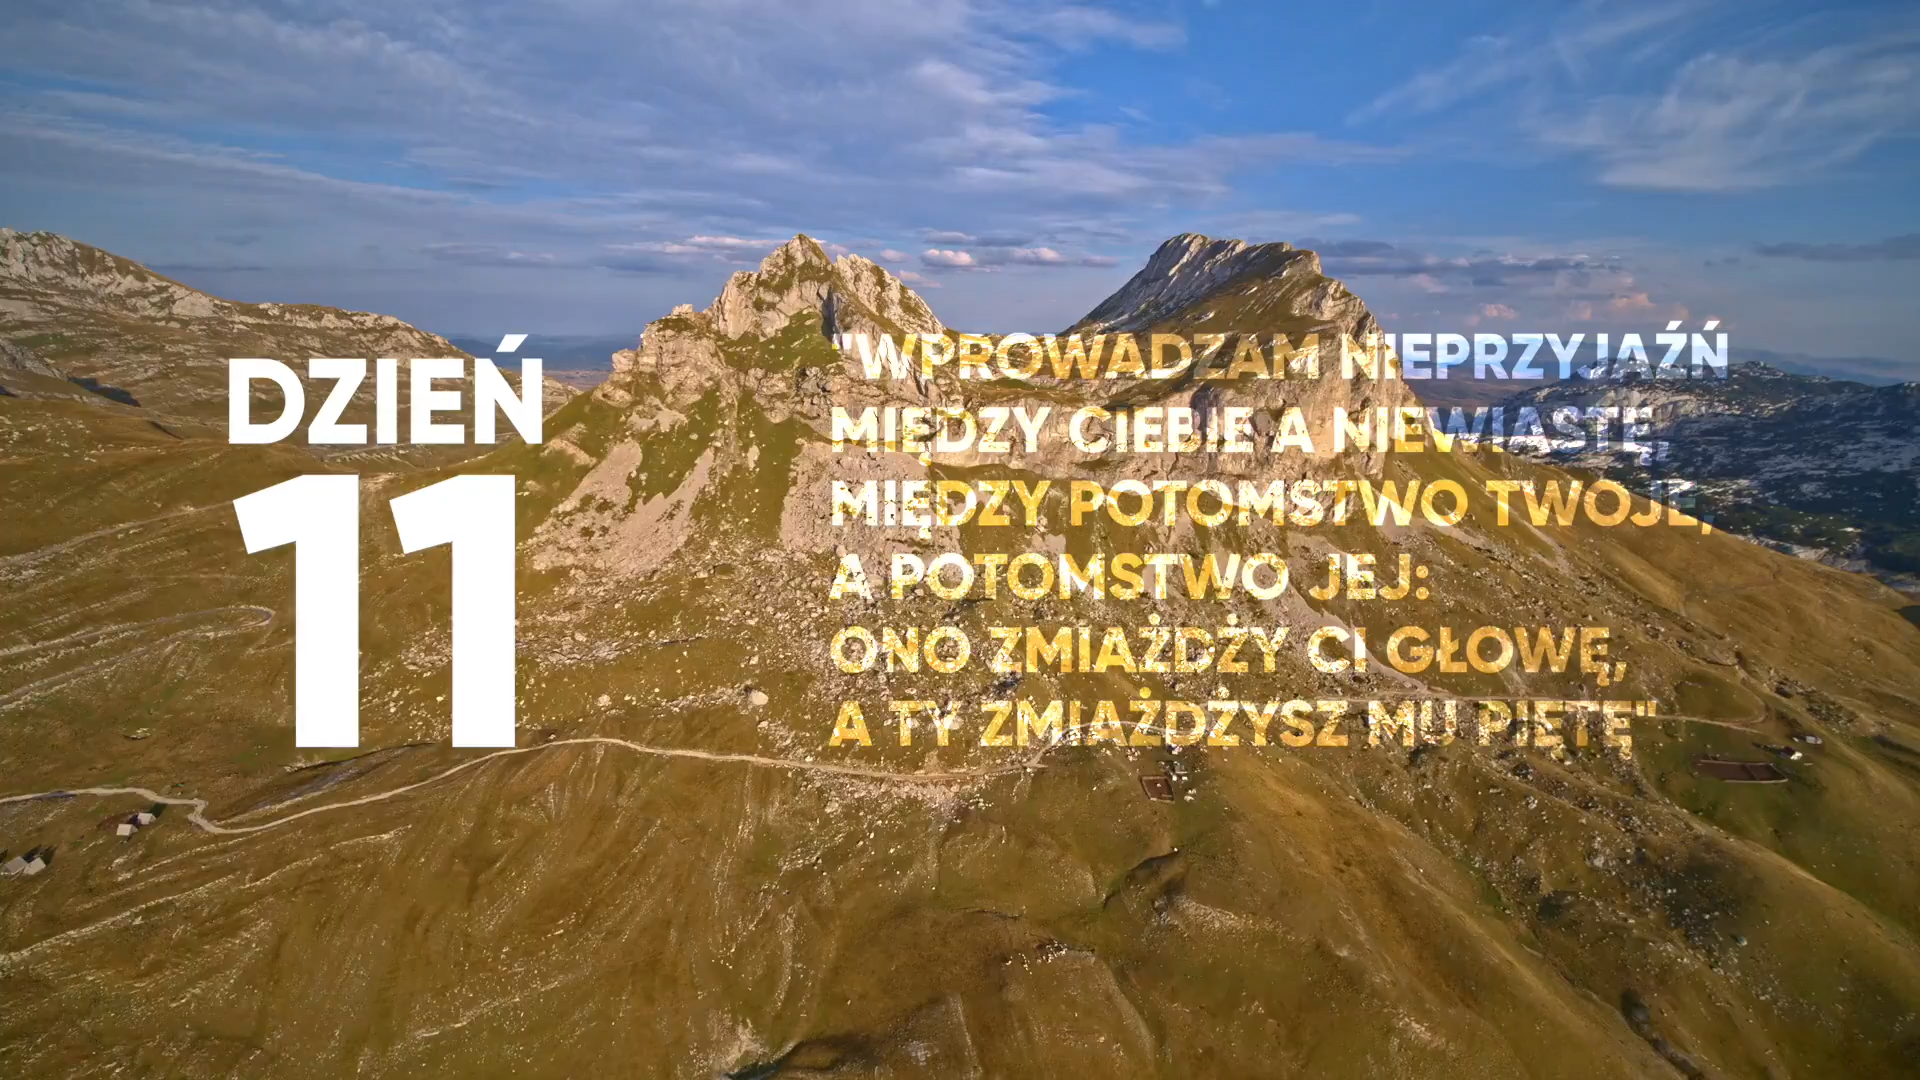 DZIEŃ
11
"WPROWADZAM NIEPRZYJAŹŃ
MIĘDZY CIEBIE A NIEWIASTĘ,
MIĘDZY POTOMSTWO TWOJE,
A POTOMSTWO JEJ:
ONO ZMIAŻDŻY CI GŁOWĘ,
A TY ZMIAŻDŻYSZ MU PIĘTĘ"